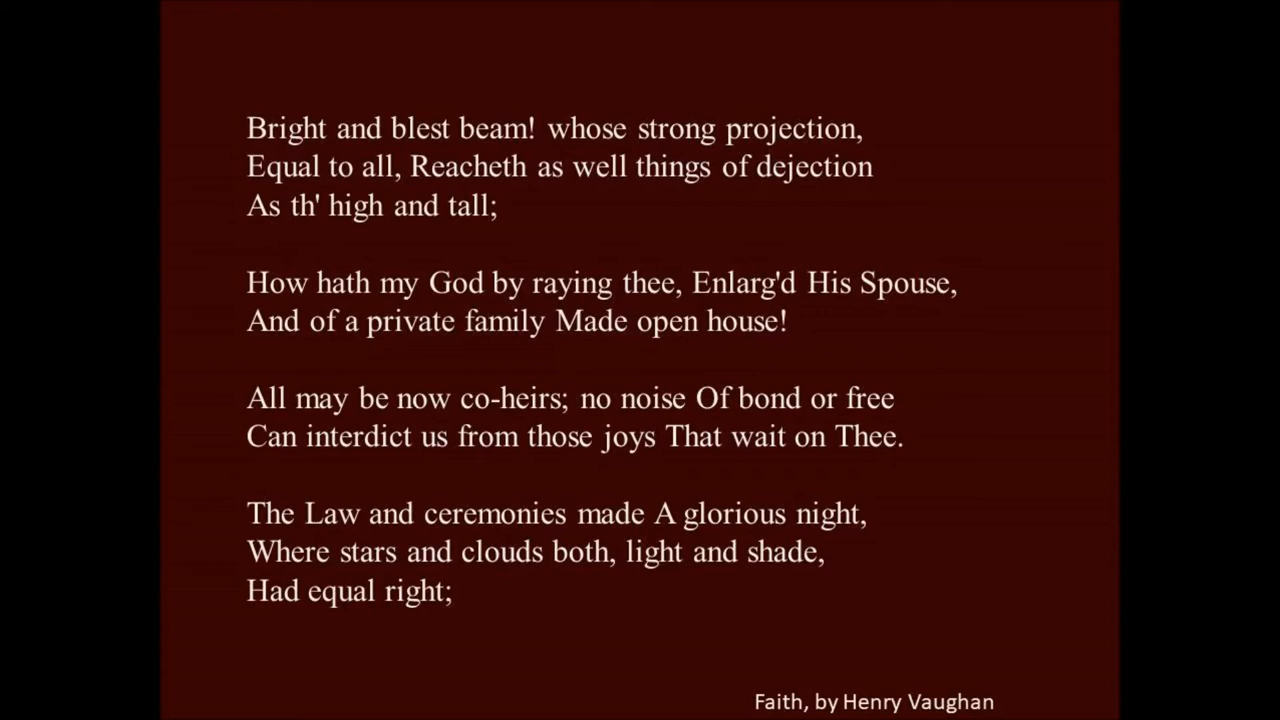 Bright and blest beam! whose strong projection,
Equal to all, Reacheth as well things of dejection
As th' high and tall;
How hath my God by raying thee, Enlarg'd His Spouse,
And of a private family Made open house!
All may be now co-heirs; no noise Of bond or free
Can interdict us from those joys That wait on Thee.
The Law and ceremonies made A glorious night,
Where stars and clouds both, light and shade,
Had equal right;
Faith, by Henry Vaughan